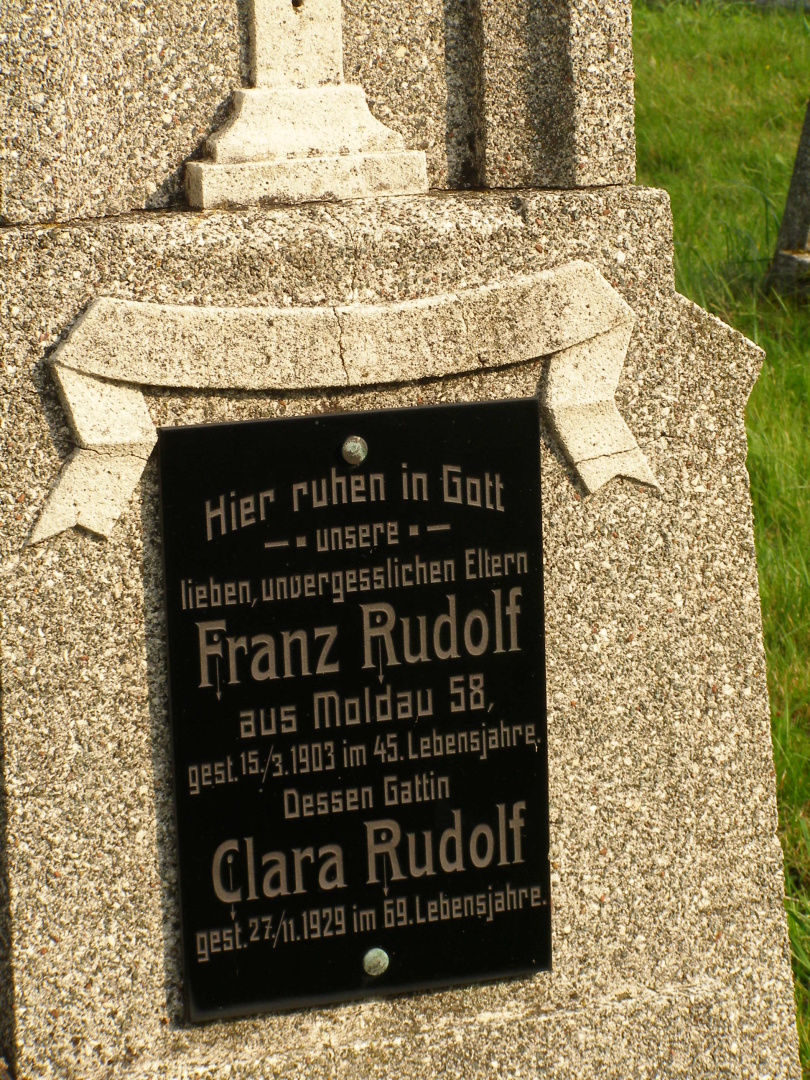 Hier ruhen in Gott
unsere
lieben, unvergesslichen Eltern
Franz Rudolf
aus Moldau 58,
gest. 15./3. 1903 im 45. Lebensjahre.
Dessen Gattin
Clara Rudolf
gest. 27./11. 1929 im 69. Lebensjahre.